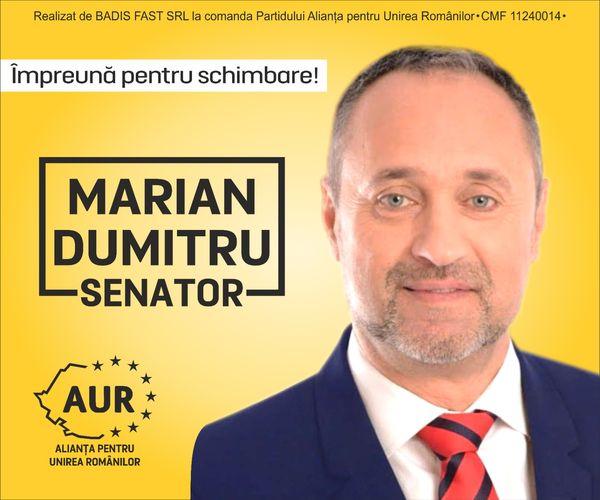 Realizat de BADIS FAST SRL la comanda Partidului Alianța pentru Unirea Românilor•CMF 11240014•
Împreună pentru schimbare!
MARIAN
DUMITRU
SENATOR
AUR
ALIANȚA PENTRU
UNIREA ROMÂNILOR